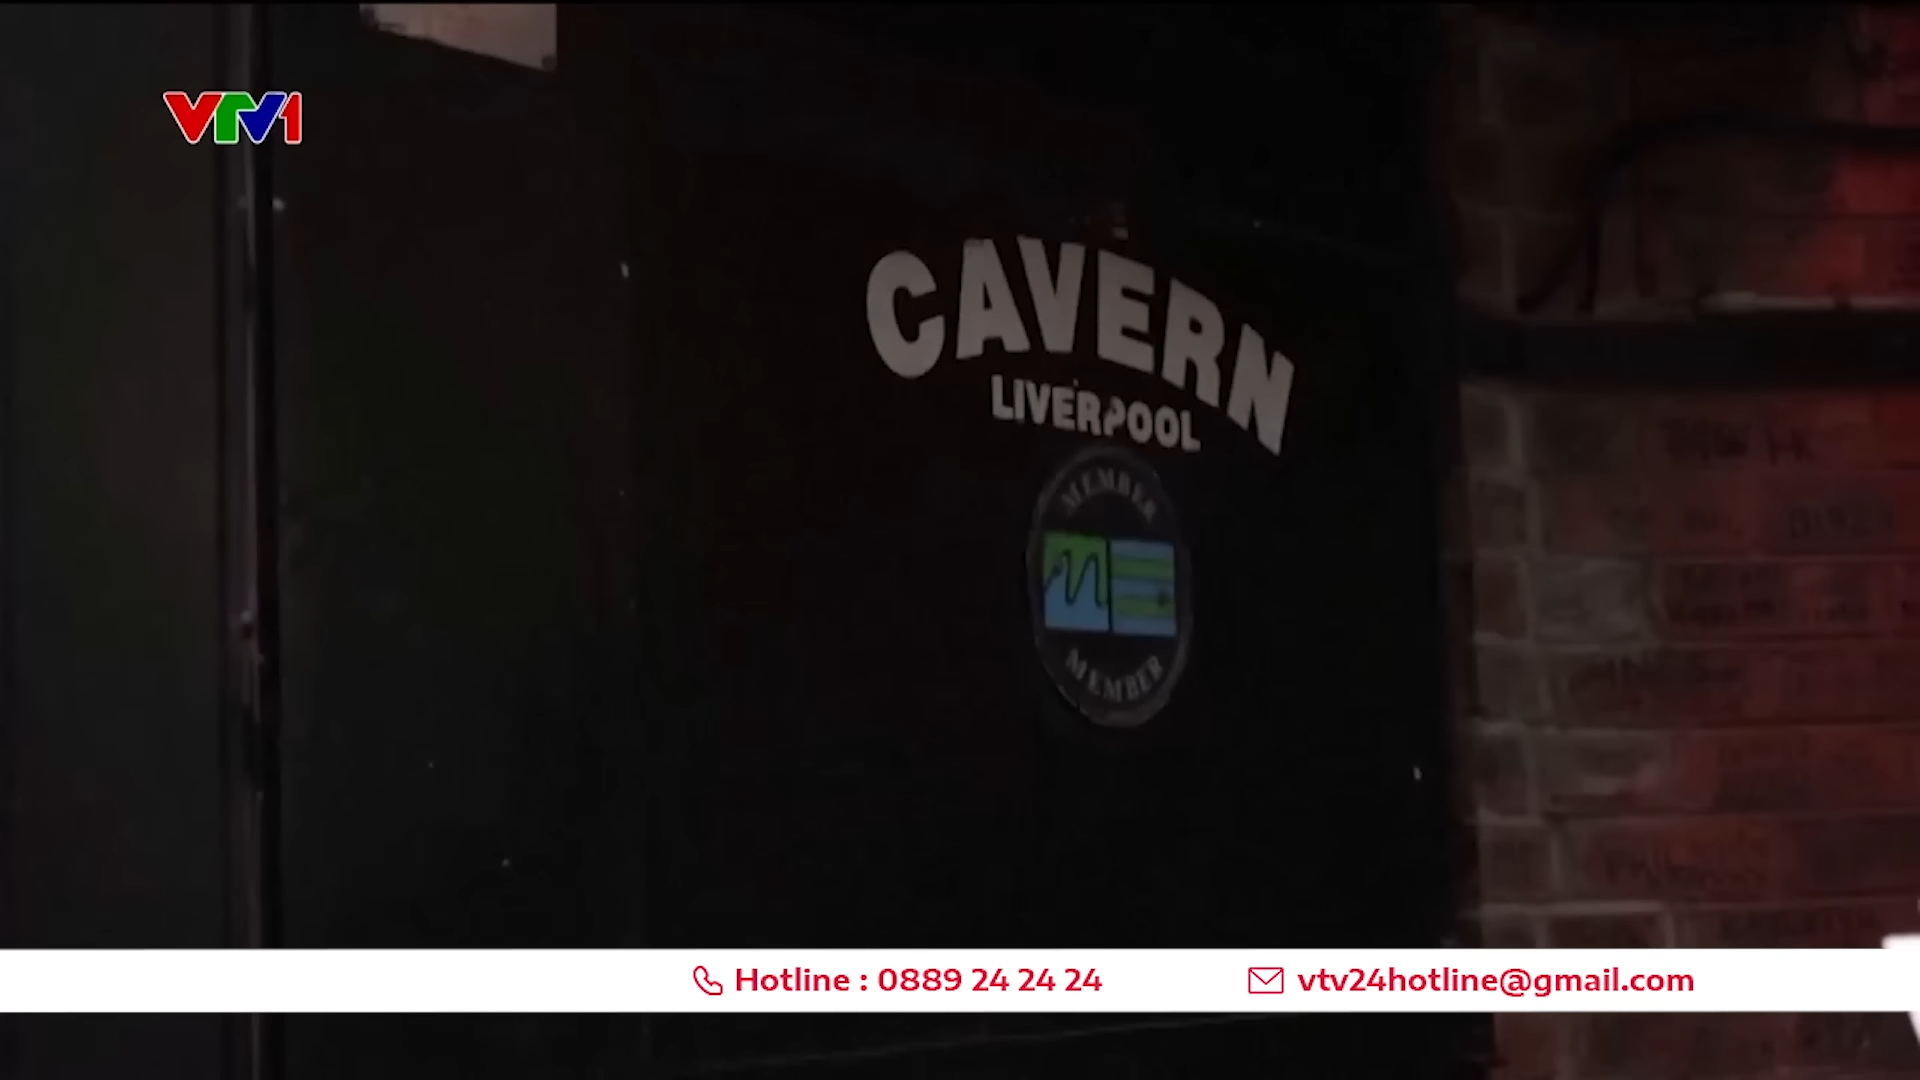 VTV1
CAVERN
LIVERPOOL
MEMBER
MEMBER
Hotline : 0889 24 24 24
vtv24hotline@gmail.com